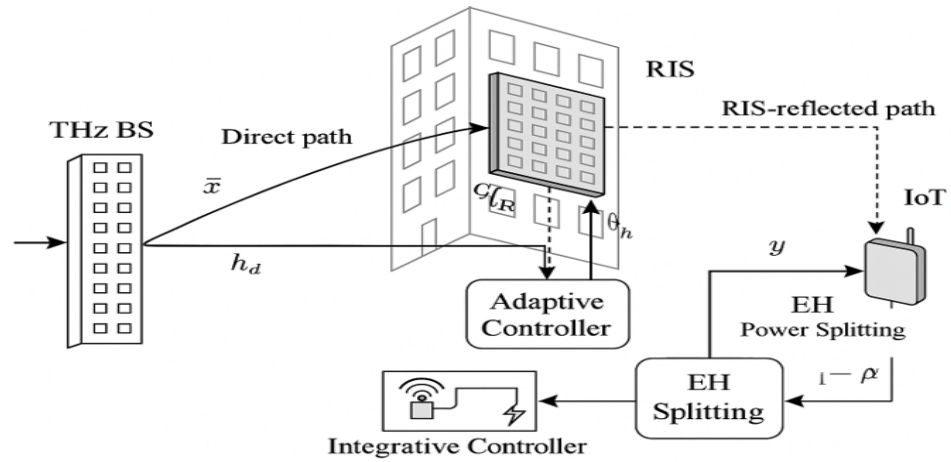 RIS
THz BS
Direct path
RIS-reflected path
x̄
IoT
θₕ
h_d
y
Adaptive
Controller
EH
Power Splitting
EH
Splitting
1 − ρ
Integrative Controller